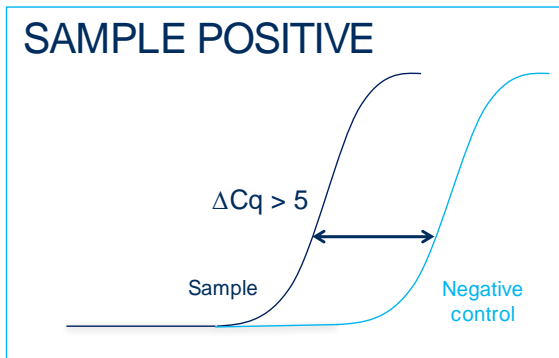 SAMPLE POSITIVE
ΔCq > 5
Sample
Negative
control